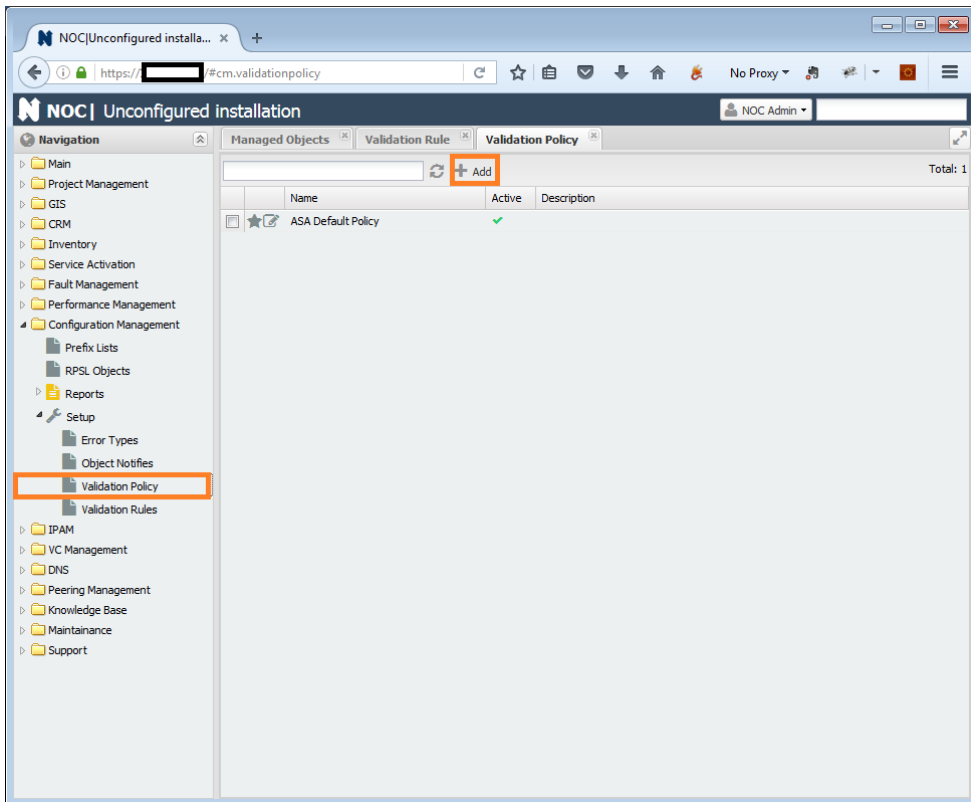 NOC|Unconfigured installa...
https:// /#cm.validationpolicy
No Proxy
NOC| Unconfigured installation
NOC Admin
Navigation
Managed Objects
Validation Rule
Validation Policy
Main
Project Management
GIS
CRM
Inventory
Service Activation
Fault Management
Performance Management
Configuration Management
Prefix Lists
RPSL Objects
Reports
Setup
Error Types
Object Notifies
Validation Policy
Validation Rules
IPAM
VC Management
DNS
Peering Management
Knowledge Base
Maintainance
Support
Add
Total: 1
Name Active Description
ASA Default Policy